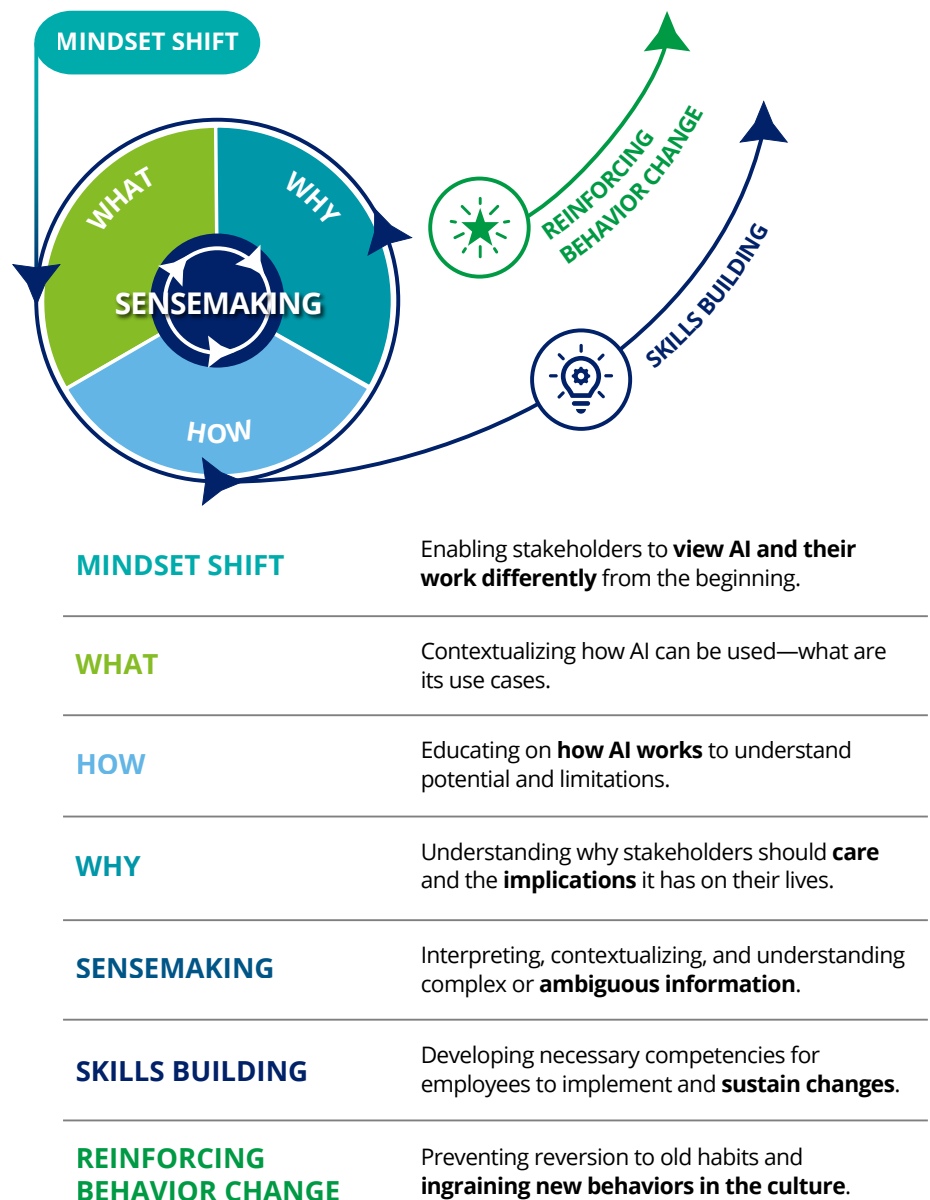 MINDSET SHIFT
WHAT
WHY
SENSEMAKING
HOW
REINFORCING
BEHAVIOR CHANGE
SKILLS BUILDING
MINDSET SHIFT
Enabling stakeholders to view AI and their
work differently from the beginning.
WHAT
Contextualizing how AI can be used—what are
its use cases.
HOW
Educating on how AI works to understand
potential and limitations.
WHY
Understanding why stakeholders should care
and the implications it has on their lives.
SENSEMAKING
Interpreting, contextualizing, and understanding
complex or ambiguous information.
SKILLS BUILDING
Developing necessary competencies for
employees to implement and sustain changes.
REINFORCING
BEHAVIOR CHANGE
Preventing reversion to old habits and
ingraining new behaviors in the culture.